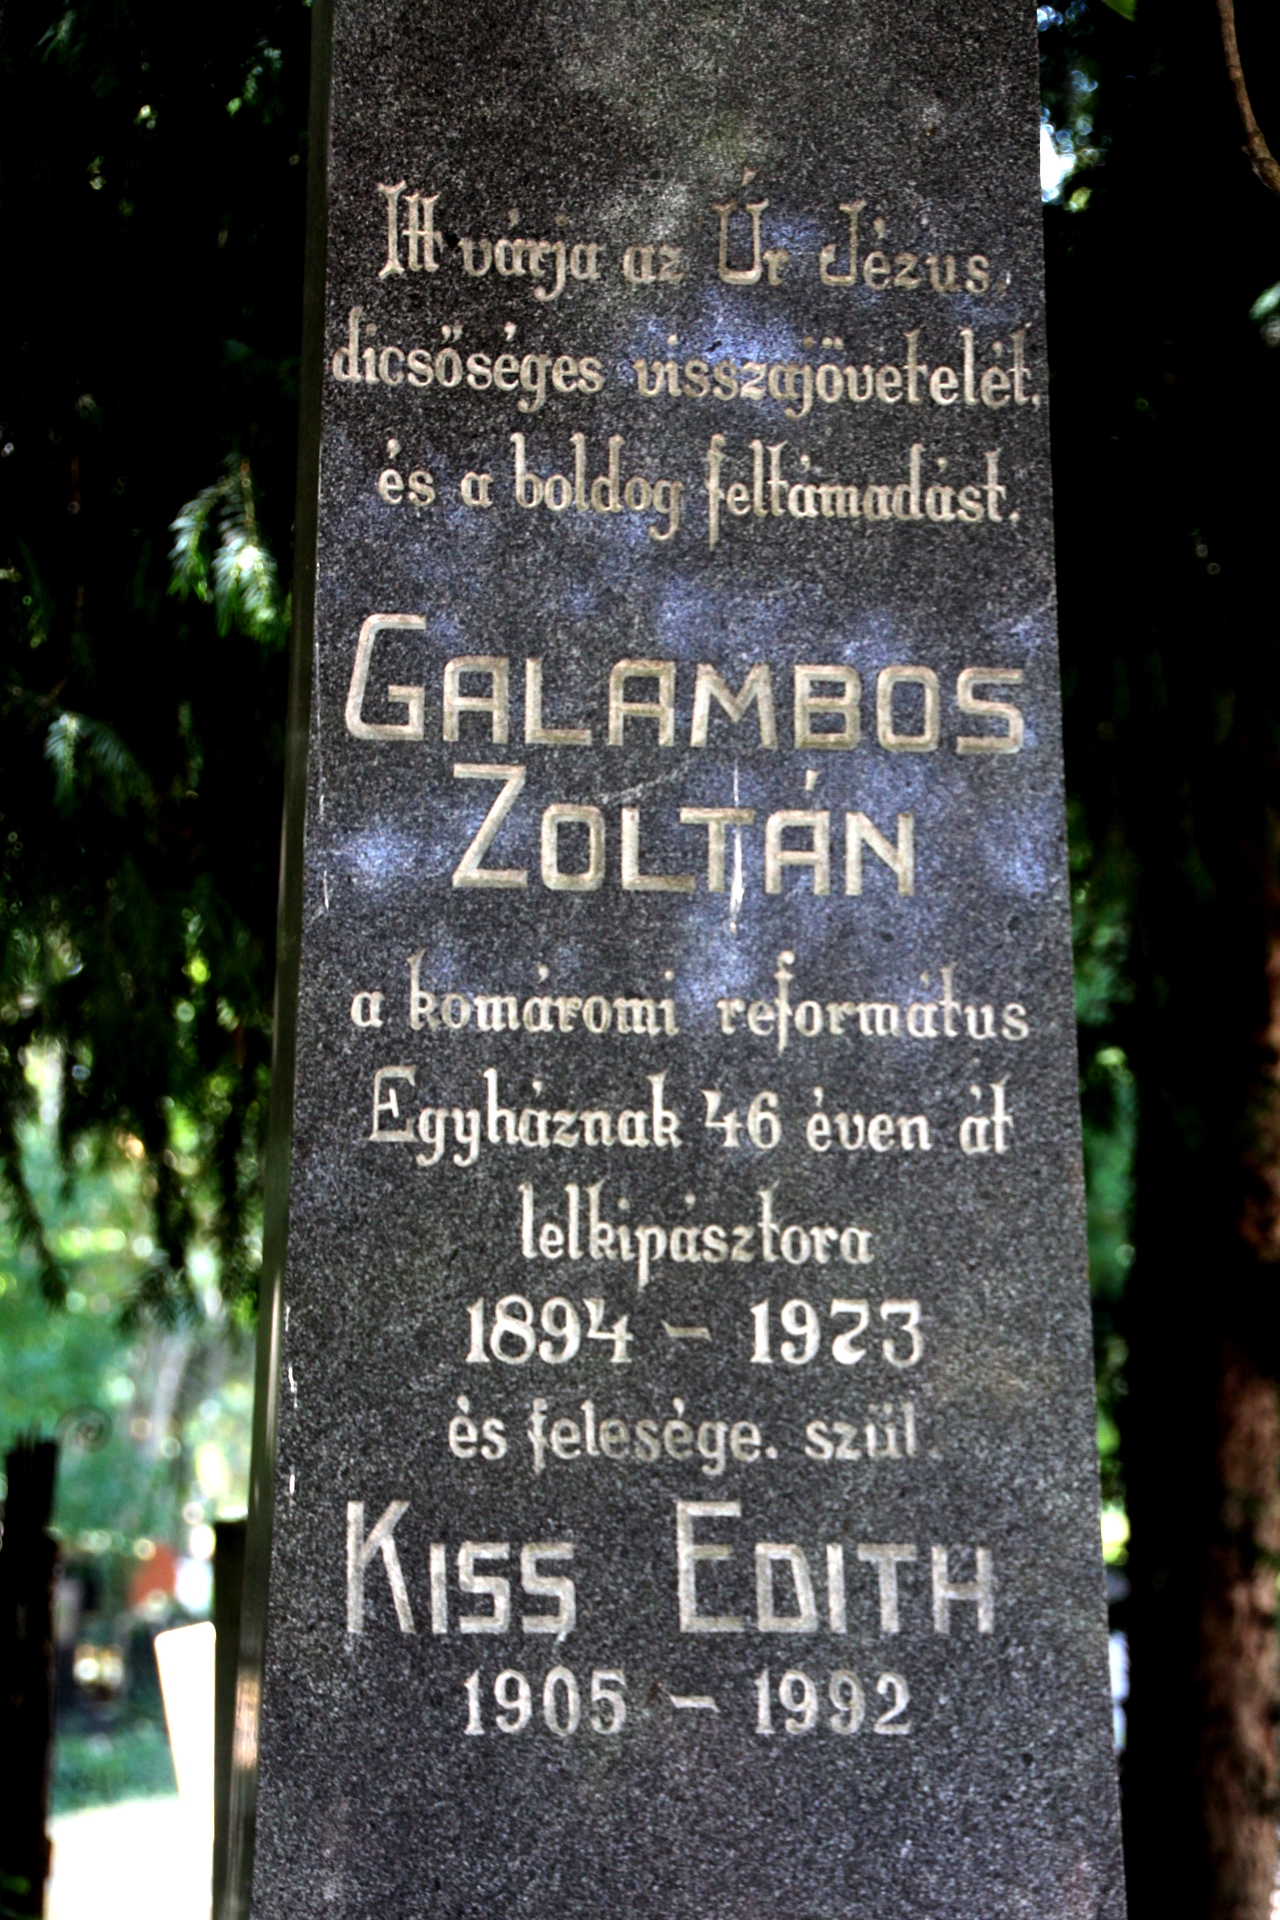 Itt várja az Úr Jézus,
dicsőséges visszajövetelét,
és a boldog feltámadást.
GALAMBOS
ZOLTÁN
a komáromi református
Egyháznak 46 éven át
lelkipásztora
1894 - 1973
és felesége. szül.
KISS EDITH
1905 - 1992